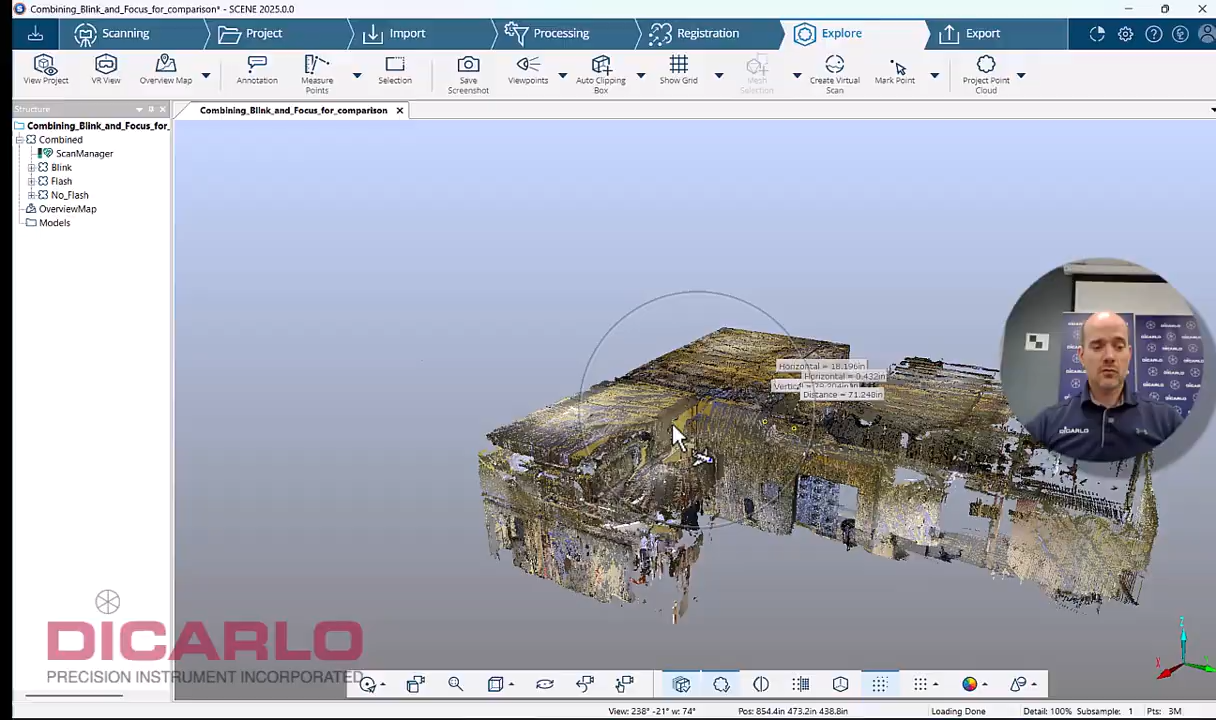 Combining_Blink_and_Focus_for_comparison* - SCENE 2025.0.0
Scanning
Project
Import
Processing
Registration
Explore
Export
View Project
VR View
Overview Map
Annotation
Measure Points
Selection
Save Screenshot
Viewpoints
Auto Clipping Box
Show Grid
Mesh Selection
Create Virtual Scan
Mark Point
Project Point Cloud
Structure
Combining_Blink_and_Focus_for_comparison
Combining_Blink_and_Focus_for_
Combined
ScanManager
Blink
Flash
No_Flash
OverviewMap
Models
Horizontal = 18.196in
Horizontal = 0.432in
Distance = 71.248in
DICARLO
DICARLO
PRECISION INSTRUMENT INCORPORATED
View: 238° -21° w: 74°
Pos: 854.4in 473.2in 438.8in
Loading Done
Detail: 100%
Subsample: 1
Pts: 3M
Z
X